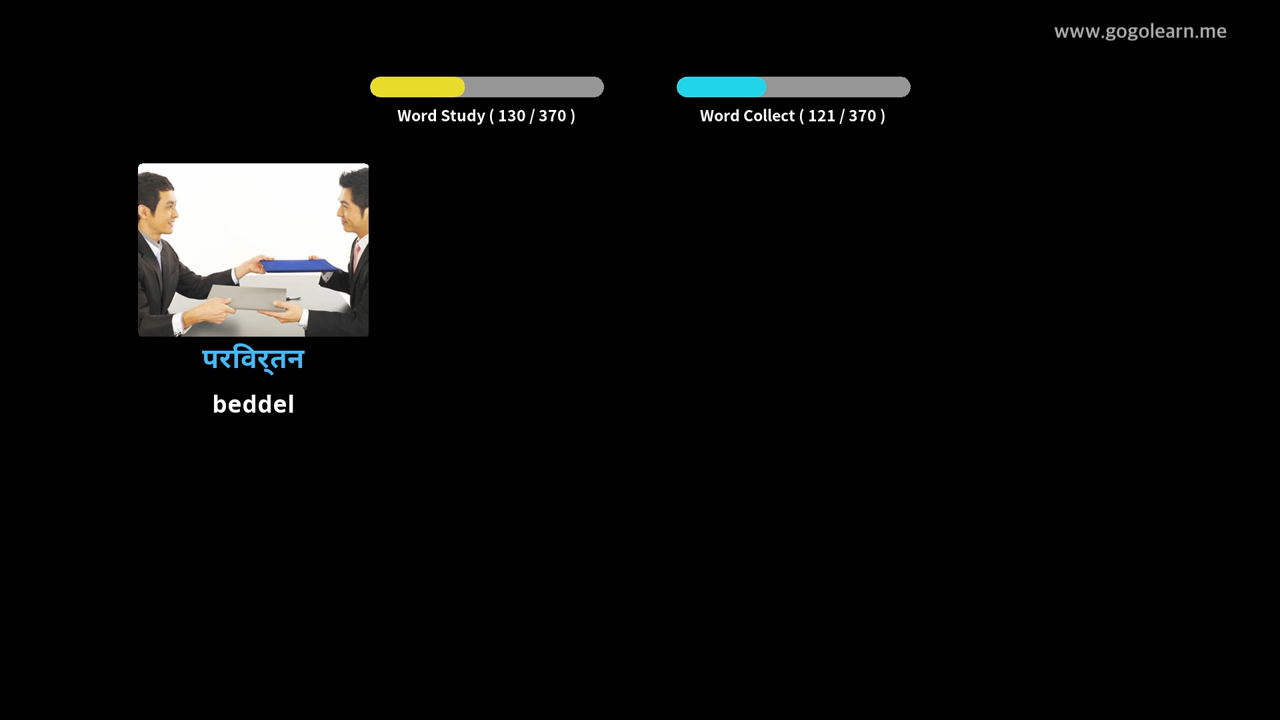 www.gogolearn.me
Word Study ( 130 / 370 )
Word Collect ( 121 / 370 )
परविर्‌तन
beddel